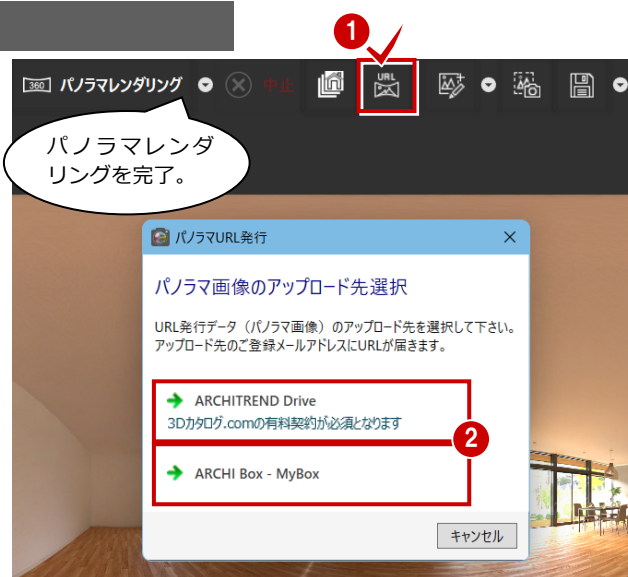 1
360 パノラマレンダリング 中止 URL
パノラマレンダ
リングを完了。
パノラマURL発行
パノラマ画像のアップロード先選択
URL発行データ（パノラマ画像）のアップロード先を選択して下さい。
アップロード先のご登録メールアドレスにURLが届きます。
ARCHITREND Drive
3Dカタログ.comの有料契約が必須となります
2
ARCHI Box - MyBox
キャンセル